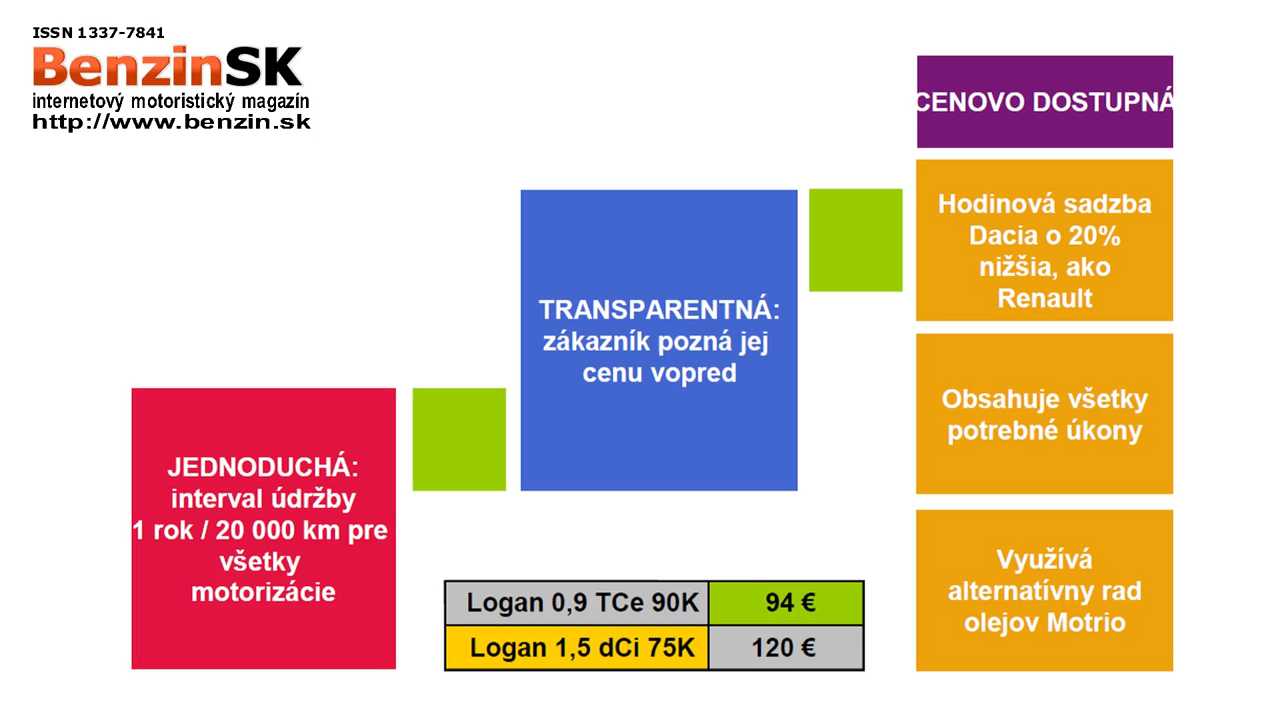 ISSN 1337-7841
BenzinSK
internetový motoristický magazín
http://www.benzin.sk
JEDNODUCHÁ:
interval údržby
1 rok / 20 000 km pre
všetky
motorizácie
TRANSPARENTNÁ:
zákazník pozná jej
cenu vopred
CENOVO DOSTUPNÁ
Hodinová sadzba
Dacia o 20%
nižšia, ako
Renault
Obsahuje všetky
potrebné úkony
Využívá
alternatívny rad
olejov Motrio
Logan 0,9 TCe 90K 94 €
Logan 1,5 dCi 75K 120 €